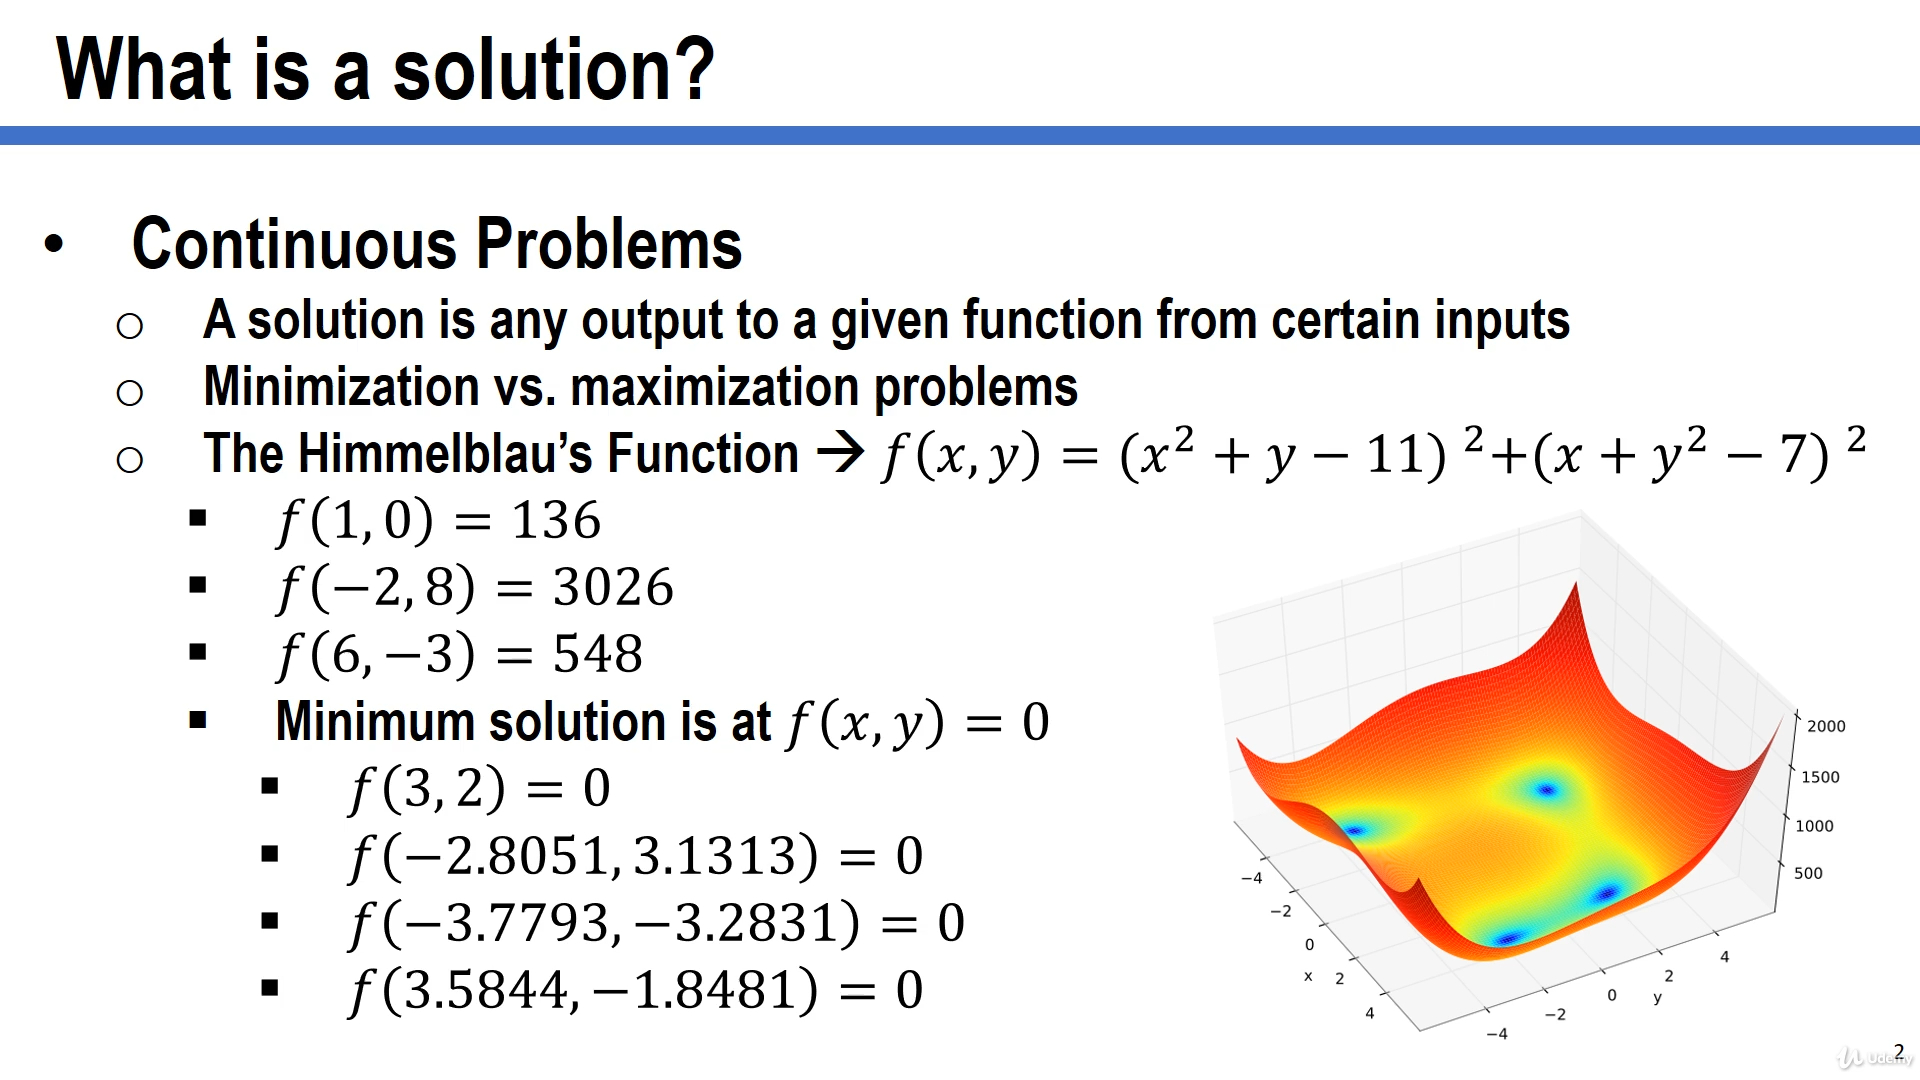 What is a solution?
• Continuous Problems
o A solution is any output to a given function from certain inputs
o Minimization vs. maximization problems
o The Himmelblau’s Function → f(x, y) = (x² + y − 11) ²+(x + y² − 7) ²
▪ f(1, 0) = 136
▪ f(−2, 8) = 3026
▪ f(6, −3) = 548
▪ Minimum solution is at f(x, y) = 0
▪ f(3, 2) = 0
▪ f(−2.8051, 3.1313) = 0
▪ f(−3.7793, −3.2831) = 0
▪ f(3.5844, −1.8481) = 0
2000
1500
1000
500
−4
−2
0
2
4
x
−4
−2
0
2
4
y
2
Udemy